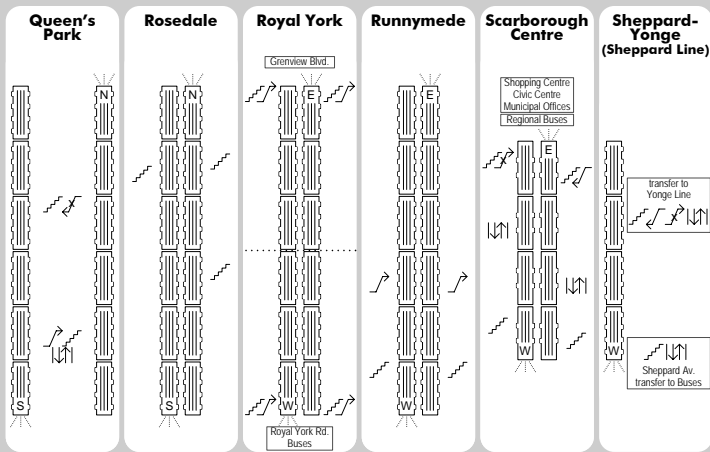 Queen's
Park
N
S
Rosedale
N
S
Royal York
Grenview Blvd.
E
W
Royal York Rd.
Buses
Runnymede
E
W
Scarborough
Centre
Shopping Centre
Civic Centre
Municipal Offices
Regional Buses
E
W
Sheppard-
Yonge
(Sheppard Line)
transfer to
Yonge Line
W
Sheppard Av.
transfer to Buses